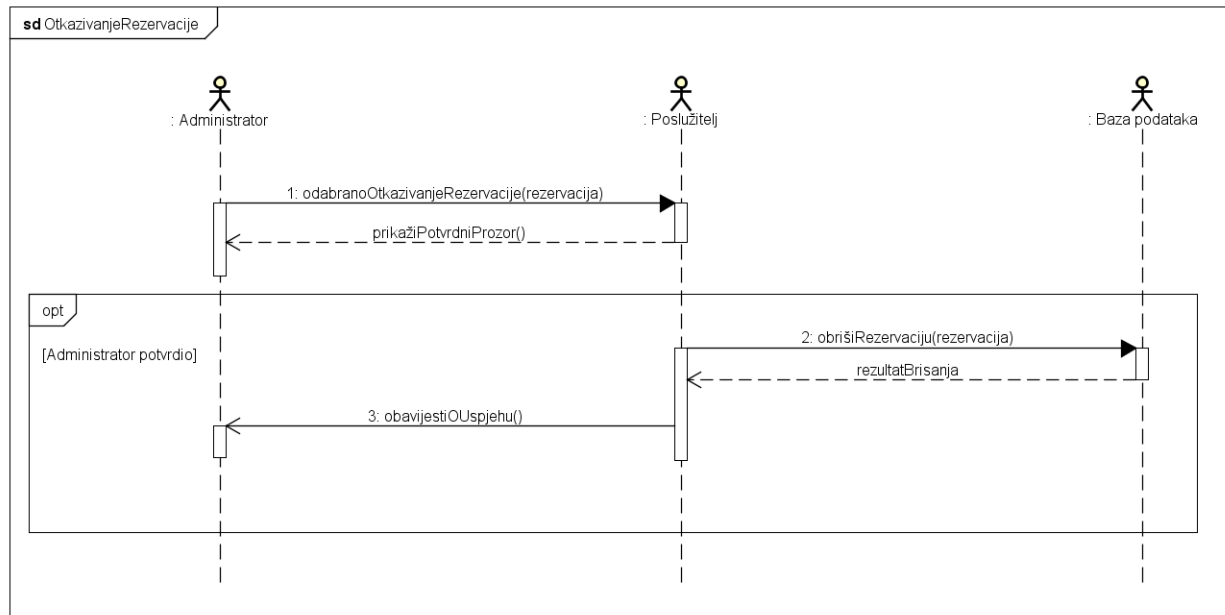 sd OtkazivanjeRezervacije
: Administrator
: Poslužitelj
: Baza podataka
1: odabranoOtkazivanjeRezervacije(rezervacija)
prikažiPotvrdniProzor()
opt
[Administrator potvrdio]
2: obrišiRezervaciju(rezervacija)
rezultatBrisanja
3: obavijestiOUspjehu()